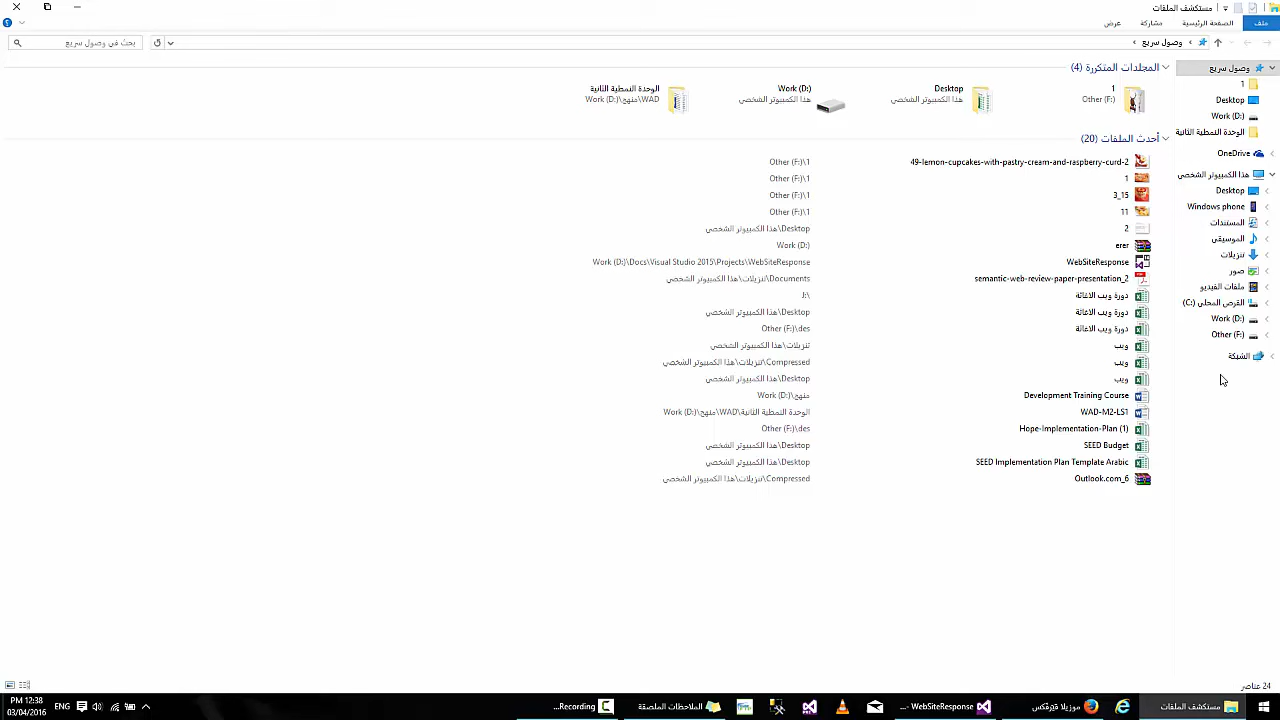 مستكشف الملفات
ملف
الصفحة الرئيسية
مشاركة
عرض
وصول سريع
بحث في وصول سريع
وصول سريع
1
Desktop
Work (D:)
الوحدة النمطية الثانية
OneDrive
هذا الكمبيوتر الشخصي
Desktop
Windows phone
المستندات
الموسيقى
تنزيلات
صور
ملفات الفيديو
القرص المحلي (C:)
Work (D:)
Other (F:)
الشبكة
المجلدات المتكررة (4)
1
Other (F:)
Desktop
هذا الكمبيوتر الشخصي
Work (D:)
هذا الكمبيوتر الشخصي
الوحدة النمطية الثانية
Work (D:)\منهج\WAD
أحدث الملفات (20)
49-lemon-cupcakes-with-pastry-cream-and-raspberry-curd-2 Other (F:)\1
1 Other (F:)\1
3_15 Other (F:)\1
11 Other (F:)\1
2 هذا الكمبيوتر الشخصي\Desktop
erer Work (D:)
WebSiteResponse Work (D:)\Docs\Visual Studio 2015\Projects\WebSiteResponse
semantic-web-review-paper-presentation_2 هذا الكمبيوتر الشخصي\تنزيلات\Documents
دورة ويب الاغاثة J:\
دورة ويب الاغاثة هذا الكمبيوتر الشخصي\Desktop
دورة ويب الاغاثة Other (F:)\des
ويب هذا الكمبيوتر الشخصي\تنزيلات
ويب هذا الكمبيوتر الشخصي\تنزيلات\Compressed
ويب هذا الكمبيوتر الشخصي\Desktop
Development Training Course Work (D:)\منهج
WAD-M2-LS1 Work (D:)\منهج\WAD\الوحدة النمطية الثانية
Hope-Implementation-Plan (1) Other (F:)\des
SEED Budget هذا الكمبيوتر الشخصي\Desktop
SEED Implementation Plan Template Arabic هذا الكمبيوتر الشخصي\Desktop
Outlook.com_6 هذا الكمبيوتر الشخصي\تنزيلات\Compressed
24 عناصر
مستكشف الملفات
موزيلا فيَرفُكس
WebSiteResponse - ...
الملاحظات الملصقة
Recording...
ENG
PM 12:38
03/04/2016